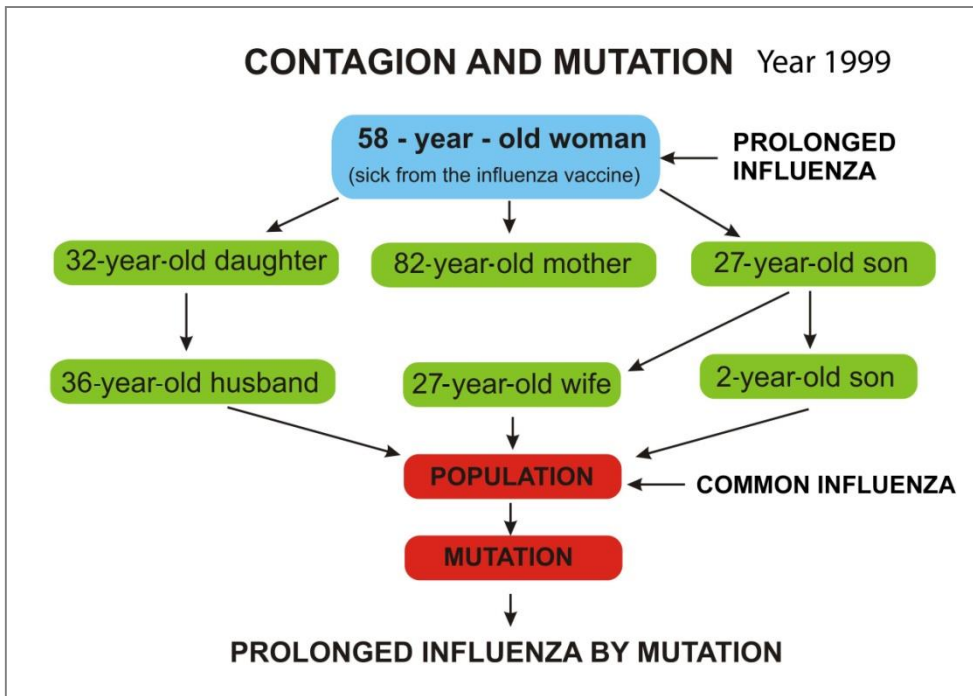 CONTAGION AND MUTATION Year 1999
58 - year - old woman
(sick from the influenza vaccine)
PROLONGED
INFLUENZA
32-year-old daughter
82-year-old mother
27-year-old son
36-year-old husband
27-year-old wife
2-year-old son
POPULATION
COMMON INFLUENZA
MUTATION
PROLONGED INFLUENZA BY MUTATION